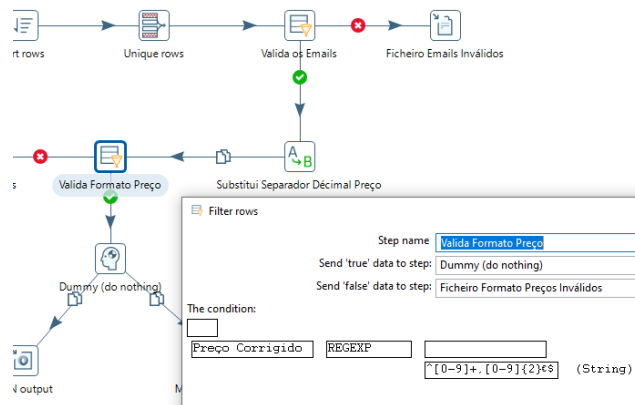 rt rows
Unique rows
Valida os Emails
Ficheiro Emails Inválidos
A
B
s
Valida Formato Preço
Substitui Separador Décimal Preço
Dummy (do nothing)
N output
M
Filter rows
Step name
Valida Formato Preço
Send 'true' data to step:
Dummy (do nothing)
Send 'false' data to step:
Ficheiro Formato Preços Inválidos
The condition:
Preço Corrigido
REGEXP
^[0-9]+,[0-9]{2}€$
(String)